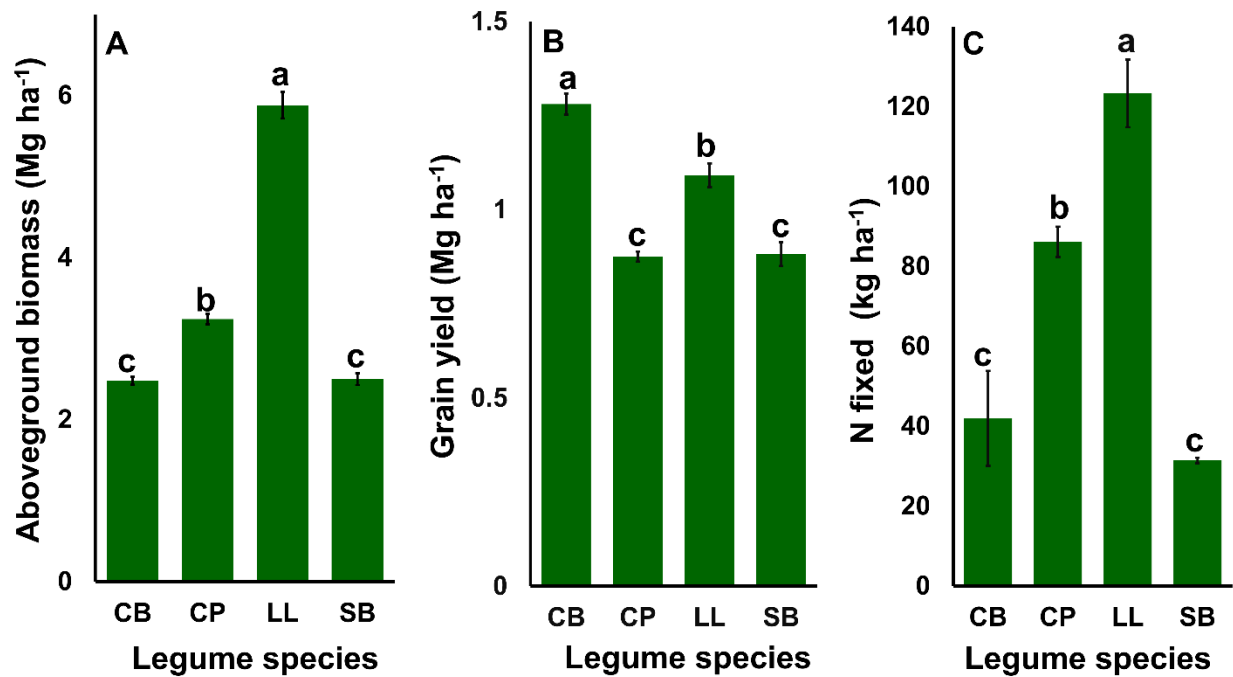 A
Aboveground biomass (Mg ha⁻¹)
6
4
2
0
c
b
a
c
CB CP LL SB
Legume species
B
Grain yield (Mg ha⁻¹)
1.5
1
0.5
0
a
c
b
c
CB CP LL SB
Legume species
C
N fixed (kg ha⁻¹)
140
120
100
80
60
40
20
0
c
b
a
c
CB CP LL SB
Legume species